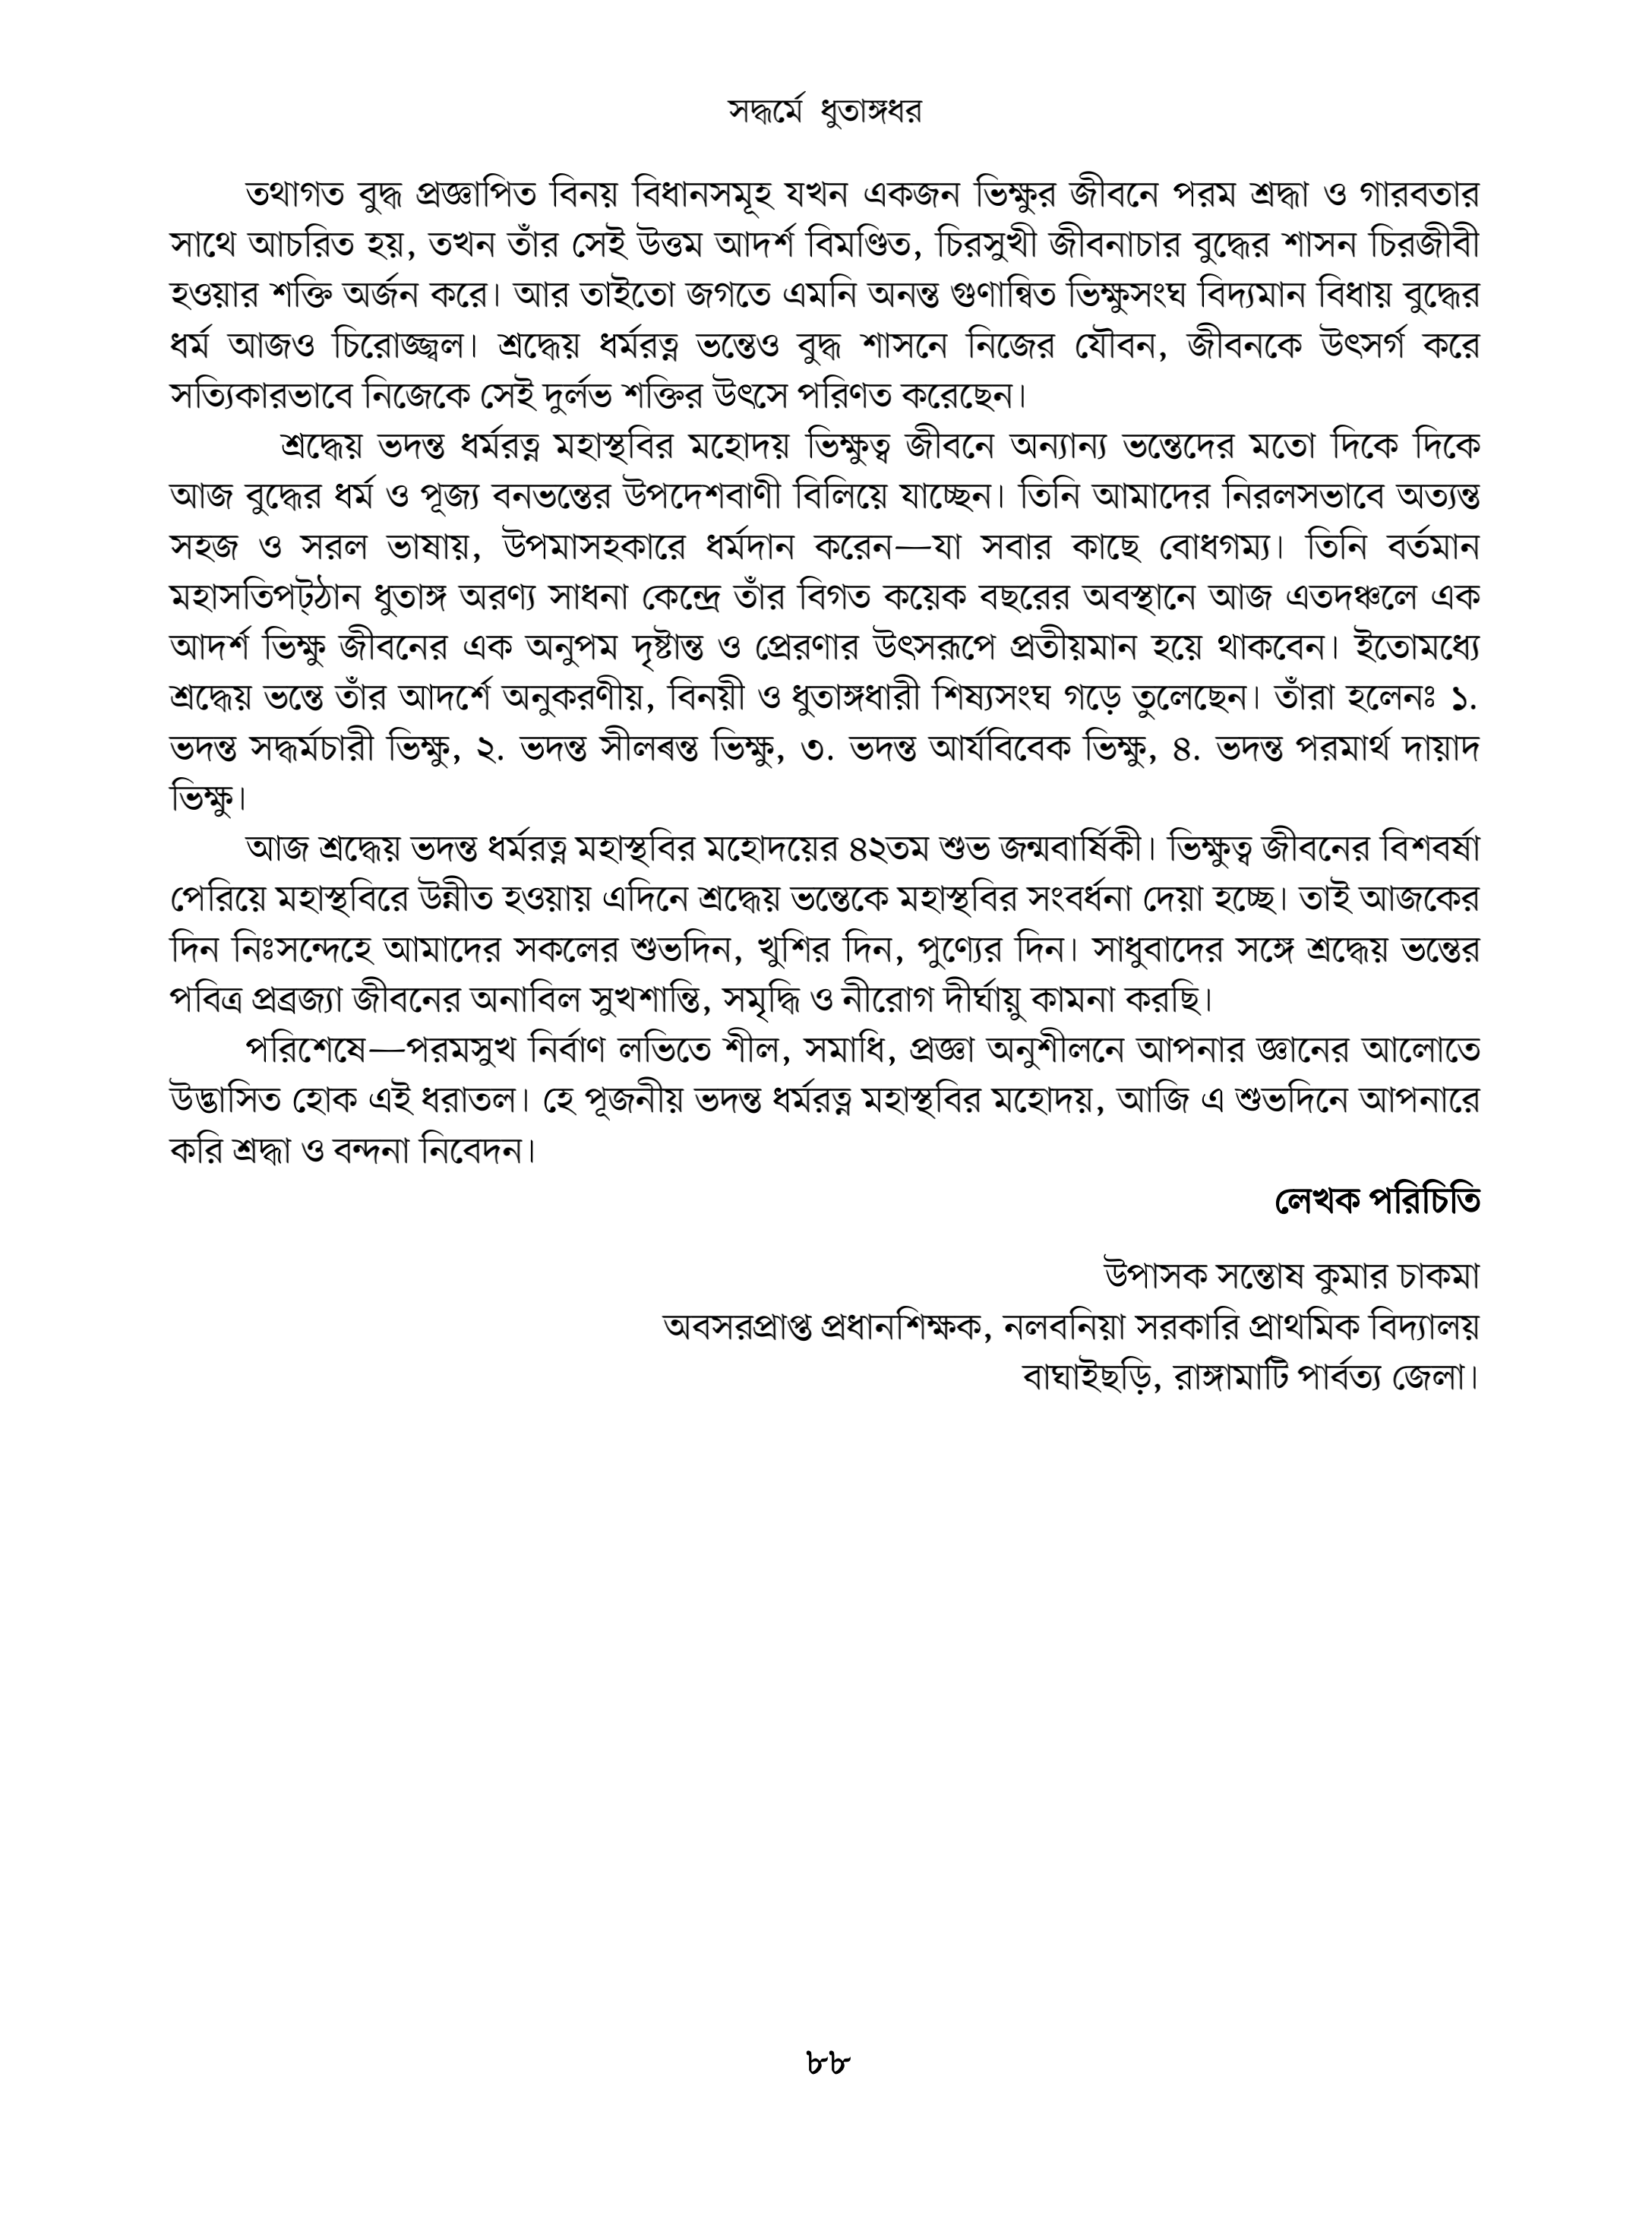 সদ্ধর্মে ধুতাঙ্গধর
তথাগত বুদ্ধ প্রজ্ঞাপিত বিনয় বিধানসমূহ যখন একজন ভিক্ষুর জীবনে পরম শ্রদ্ধা ও গারবতার
সাথে আচরিত হয়, তখন তাঁর সেই উত্তম আদর্শ বিমণ্ডিত, চিরসুখী জীবনাচার বুদ্ধের শাসন চিরজীবী
হওয়ার শক্তি অর্জন করে। আর তাইতো জগতে এমনি অনন্ত গুণান্বিত ভিক্ষুসংঘ বিদ্যমান বিধায় বুদ্ধের
ধর্ম আজও চিরোজ্জ্বল। শ্রদ্ধেয় ধর্মরত্ন ভন্তেও বুদ্ধ শাসনে নিজের যৌবন, জীবনকে উৎসর্গ করে
সত্যিকারভাবে নিজেকে সেই দুর্লভ শক্তির উৎসে পরিণত করেছেন।
শ্রদ্ধেয় ভদন্ত ধর্মরত্ন মহাস্থবির মহোদয় ভিক্ষুত্ব জীবনে অন্যান্য ভন্তেদের মতো দিকে দিকে
আজ বুদ্ধের ধর্ম ও পূজ্য বনভন্তের উপদেশবাণী বিলিয়ে যাচ্ছেন। তিনি আমাদের নিরলসভাবে অত্যন্ত
সহজ ও সরল ভাষায়, উপমাসহকারে ধর্মদান করেন—যা সবার কাছে বোধগম্য। তিনি বর্তমান
মহাসতিপট্‌ঠান ধুতাঙ্গ অরণ্য সাধনা কেন্দ্রে তাঁর বিগত কয়েক বছরের অবস্থানে আজ এতদঞ্চলে এক
আদর্শ ভিক্ষু জীবনের এক অনুপম দৃষ্টান্ত ও প্রেরণার উৎসরূপে প্রতীয়মান হয়ে থাকবেন। ইতোমধ্যে
শ্রদ্ধেয় ভন্তে তাঁর আদর্শে অনুকরণীয়, বিনয়ী ও ধুতাঙ্গধারী শিষ্যসংঘ গড়ে তুলেছেন। তাঁরা হলেনঃ ১.
ভদন্ত সদ্ধর্মচারী ভিক্ষু, ২. ভদন্ত সীলৰন্ত ভিক্ষু, ৩. ভদন্ত আর্যবিবেক ভিক্ষু, ৪. ভদন্ত পরমার্থ দায়াদ
ভিক্ষু।
আজ শ্রদ্ধেয় ভদন্ত ধর্মরত্ন মহাস্থবির মহোদয়ের ৪২তম শুভ জন্মবার্ষিকী। ভিক্ষুত্ব জীবনের বিশবর্ষা
পেরিয়ে মহাস্থবিরে উন্নীত হওয়ায় এদিনে শ্রদ্ধেয় ভন্তেকে মহাস্থবির সংবর্ধনা দেয়া হচ্ছে। তাই আজকের
দিন নিঃসন্দেহে আমাদের সকলের শুভদিন, খুশির দিন, পুণ্যের দিন। সাধুবাদের সঙ্গে শ্রদ্ধেয় ভন্তের
পবিত্র প্রব্রজ্যা জীবনের অনাবিল সুখশান্তি, সমৃদ্ধি ও নীরোগ দীর্ঘায়ু কামনা করছি।
পরিশেষে—পরমসুখ নির্বাণ লভিতে শীল, সমাধি, প্রজ্ঞা অনুশীলনে আপনার জ্ঞানের আলোতে
উদ্ভাসিত হোক এই ধরাতল। হে পূজনীয় ভদন্ত ধর্মরত্ন মহাস্থবির মহোদয়, আজি এ শুভদিনে আপনারে
করি শ্রদ্ধা ও বন্দনা নিবেদন।
লেখক পরিচিতি
উপাসক সন্তোষ কুমার চাকমা
অবসরপ্রাপ্ত প্রধানশিক্ষক, নলবনিয়া সরকারি প্রাথমিক বিদ্যালয়
বাঘাইছড়ি, রাঙ্গামাটি পার্বত্য জেলা।
৮৮